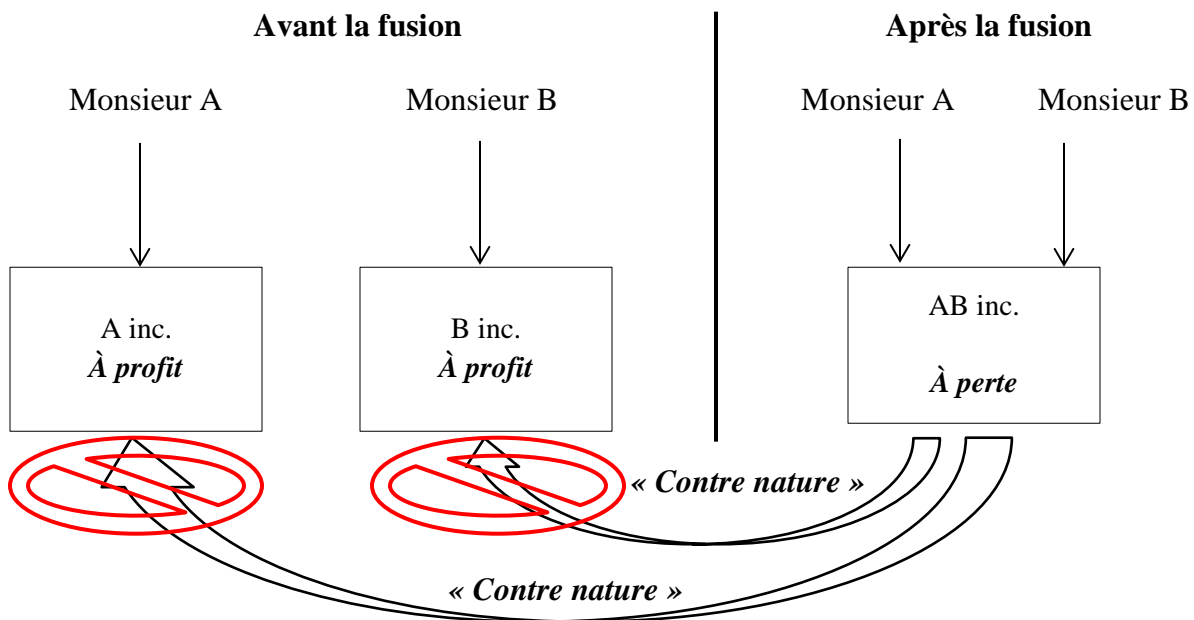 Avant la fusion
Après la fusion
Monsieur A
Monsieur B
Monsieur A
Monsieur B
A inc.
À profit
B inc.
À profit
AB inc.
À perte
« Contre nature »
« Contre nature »